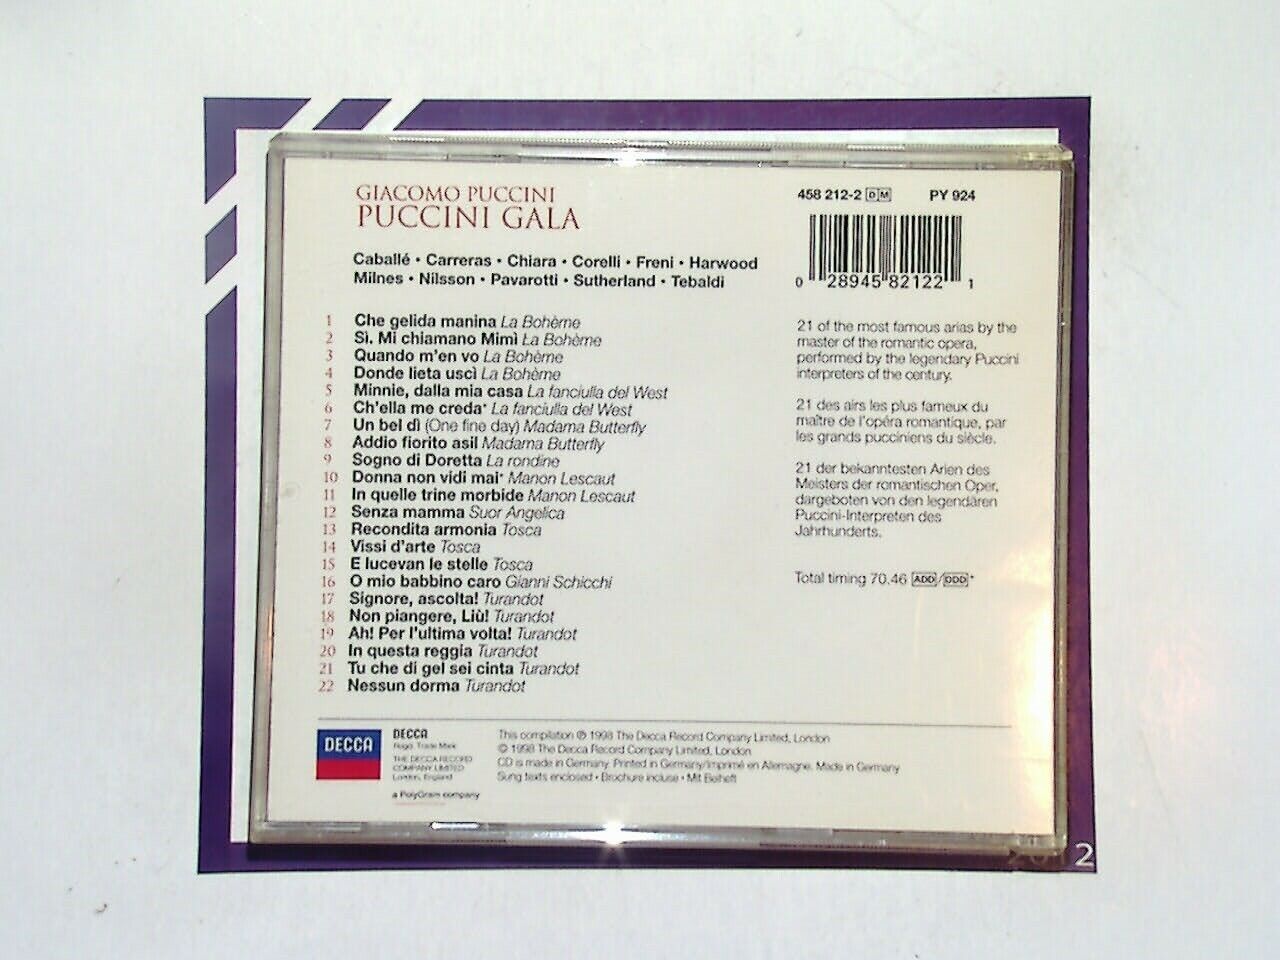 GIACOMO PUCCINI
PUCCINI GALA
458 212-2 DM PY 924
Caballé • Carreras • Chiara • Corelli • Freni • Harwood
Milnes • Nilsson • Pavarotti • Sutherland • Tebaldi
0 28945 82122 1
1 Che gelida manina La Bohème
2 Sì. Mi chiamano Mimì La Bohème
3 Quando m'en vo La Bohème
4 Donde lieta uscì La Bohème
5 Minnie, dalla mia casa La fanciulla del West
6 Ch'ella me creda* La fanciulla del West
7 Un bel dì (One fine day) Madama Butterfly
8 Addio fiorito asil Madama Butterfly
9 Sogno di Doretta La rondine
10 Donna non vidi mai* Manon Lescaut
11 In quelle trine morbide Manon Lescaut
12 Senza mamma Suor Angelica
13 Recondita armonia Tosca
14 Vissi d'arte Tosca
15 E lucevan le stelle Tosca
16 O mio babbino caro Gianni Schicchi
17 Signore, ascolta! Turandot
18 Non piangere, Liù! Turandot
19 Ah! Per l'ultima volta! Turandot
20 In questa reggia Turandot
21 Tu che di gel sei cinta Turandot
22 Nessun dorma Turandot
21 of the most famous arias by the
master of the romantic opera,
performed by the legendary Puccini
interpreters of the century.
21 des airs les plus fameux du
maître de l'opéra romantique, par
les grands pucciniens du siècle.
21 der bekanntesten Arien des
Meisters der romantischen Oper,
dargeboten von den legendären
Puccini-Interpreten des
Jahrhunderts.
Total timing 70.46 ADD/DDD*
DECCA
DECCA
Regd. Trade Mark
THE DECCA RECORD
COMPANY LIMITED
London, England
a PolyGram company
This compilation ℗ 1998 The Decca Record Company Limited, London
© 1998 The Decca Record Company Limited, London
CD is made in Germany. Printed in Germany/Imprimé en Allemagne. Made in Germany
Sung texts enclosed • Brochure incluse • Mit Beiheft
2